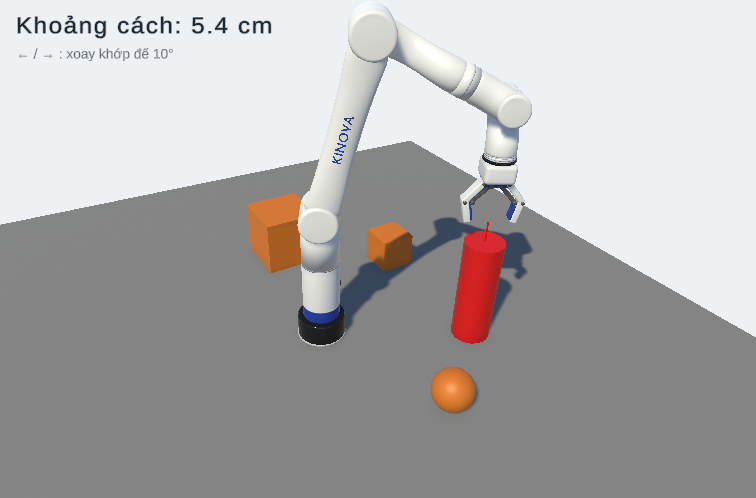 Khoảng cách: 5.4 cm
← / → : xoay khớp đế 10°
KINOVA